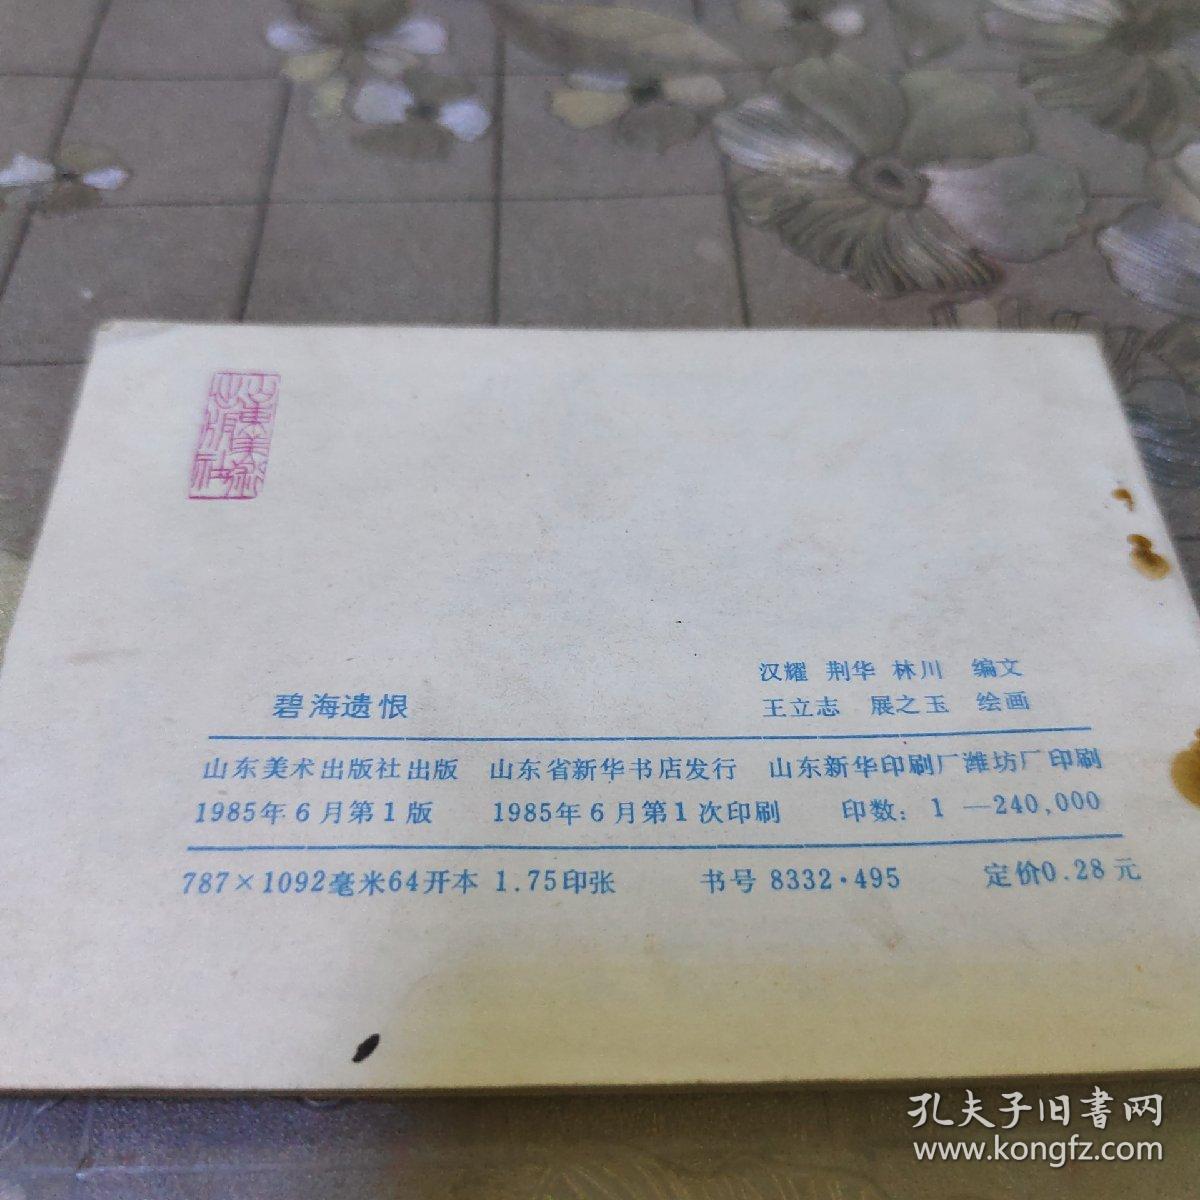 山东美术
出版社
汉耀 荆华 林川 编文
碧海遗恨 王立志 展之玉 绘画
山东美术出版社出版 山东省新华书店发行 山东新华印刷厂潍坊厂印刷
1985年6月第1版 1985年6月第1次印刷 印数：1—240,000
787×1092毫米64开本 1.75印张 书号 8332·495 定价0.28元
孔夫子旧書网
www.kongfz.com